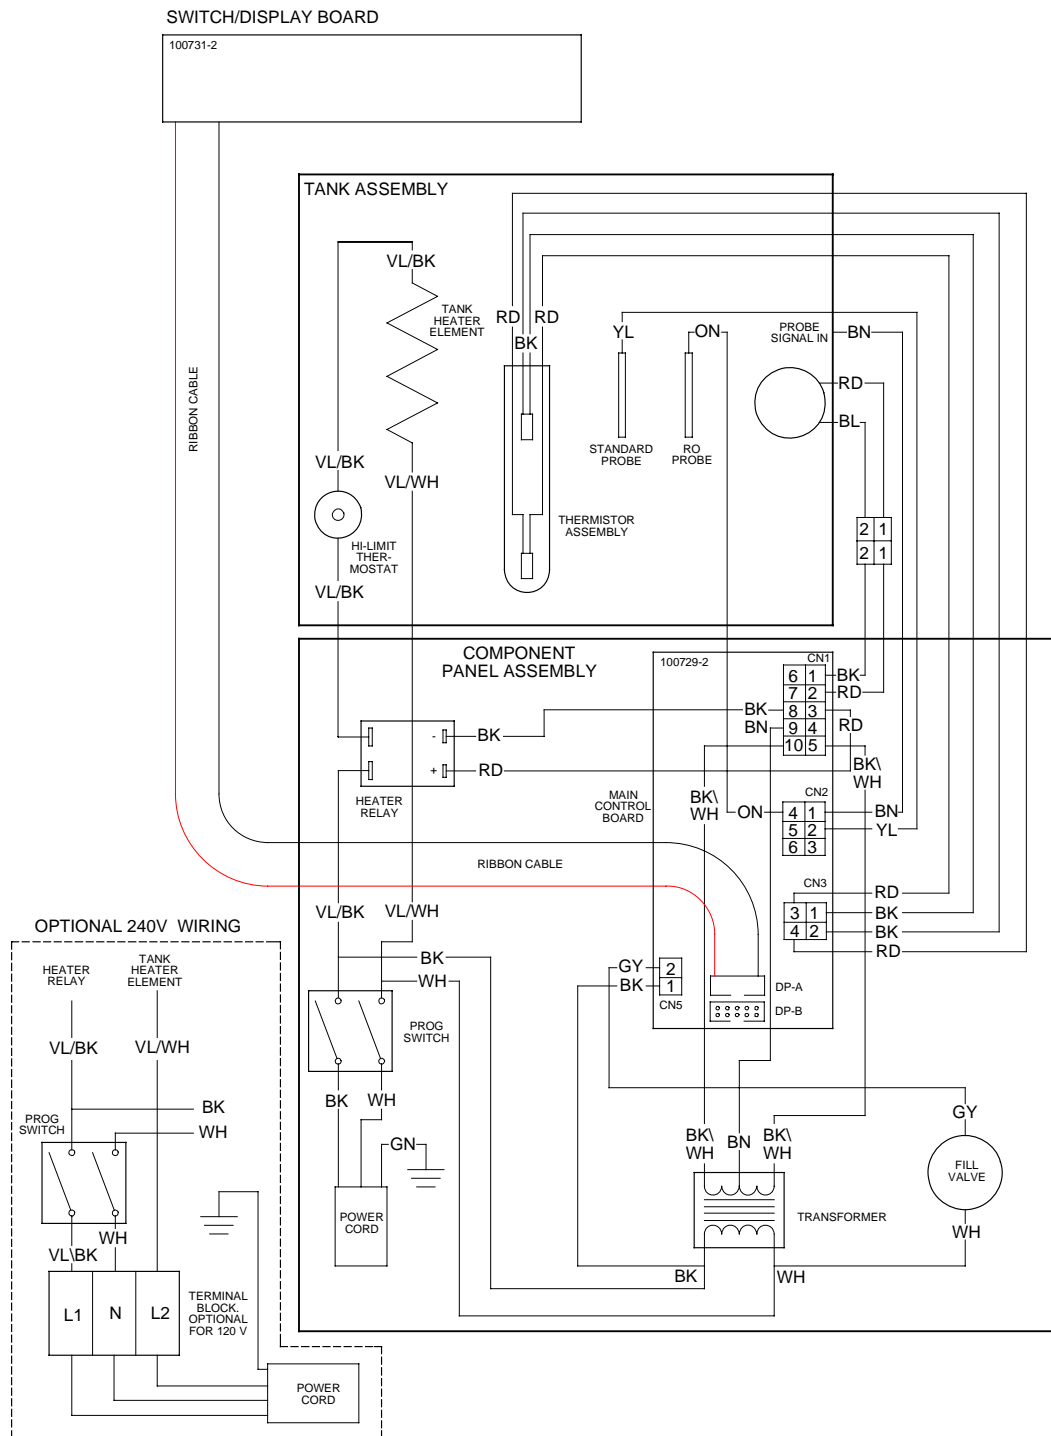 SWITCH/DISPLAY BOARD
100731-2
TANK ASSEMBLY
VL/BK
TANK
HEATER
ELEMENT
RD
RD
BK
YL
ON
PROBE
SIGNAL IN
BN
RD
BL
RIBBON CABLE
STANDARD
PROBE
RO
PROBE
VL/BK
VL/WH
THERMISTOR
ASSEMBLY
HI-LIMIT
THER-
MOSTAT
VL/BK
2 1
2 1
COMPONENT
PANEL ASSEMBLY
100729-2
CN1
6 1
7 2
8 3
9 4
10 5
BK
RD
BK
BN
RD
BK\
WH
- BK
+ RD
HEATER
RELAY
MAIN
CONTROL
BOARD
BK\
WH
ON
CN2
4 1
5 2
6 3
BN
YL
RIBBON CABLE
CN3
3 1
4 2
RD
BK
BK
RD
VL/BK
VL/WH
BK
WH
GY
BK
2
1
CN5
DP-A
DP-B
PROG
SWITCH
BK
WH
GN
POWER
CORD
BK\
WH
BN
BK\
WH
TRANSFORMER
BK
WH
GY
FILL
VALVE
WH
OPTIONAL 240V WIRING
HEATER
RELAY
TANK
HEATER
ELEMENT
VL/BK
VL/WH
BK
WH
PROG
SWITCH
WH
VL\BK
L1
N
L2
TERMINAL
BLOCK.
OPTIONAL
FOR 120 V
POWER
CORD